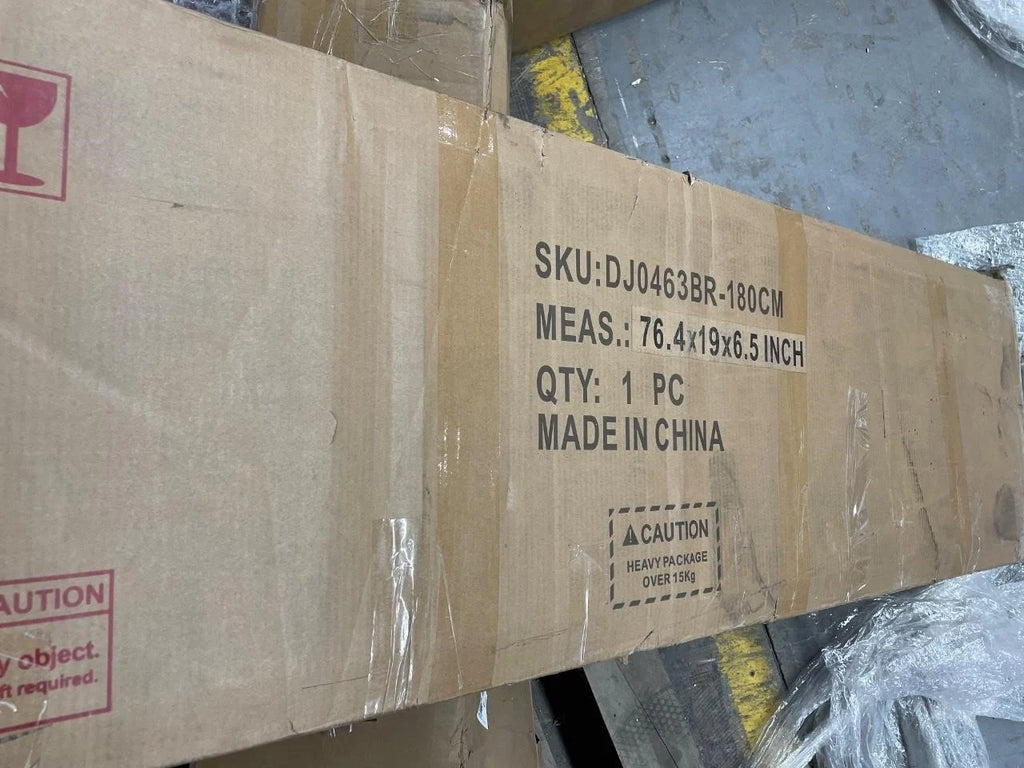 SKU:DJ0463BR-180CM
MEAS.: 76.4x19x6.5 INCH
QTY: 1 PC
MADE IN CHINA
CAUTION
HEAVY PACKAGE
OVER 15Kg
AUTION
y object.
ft required.